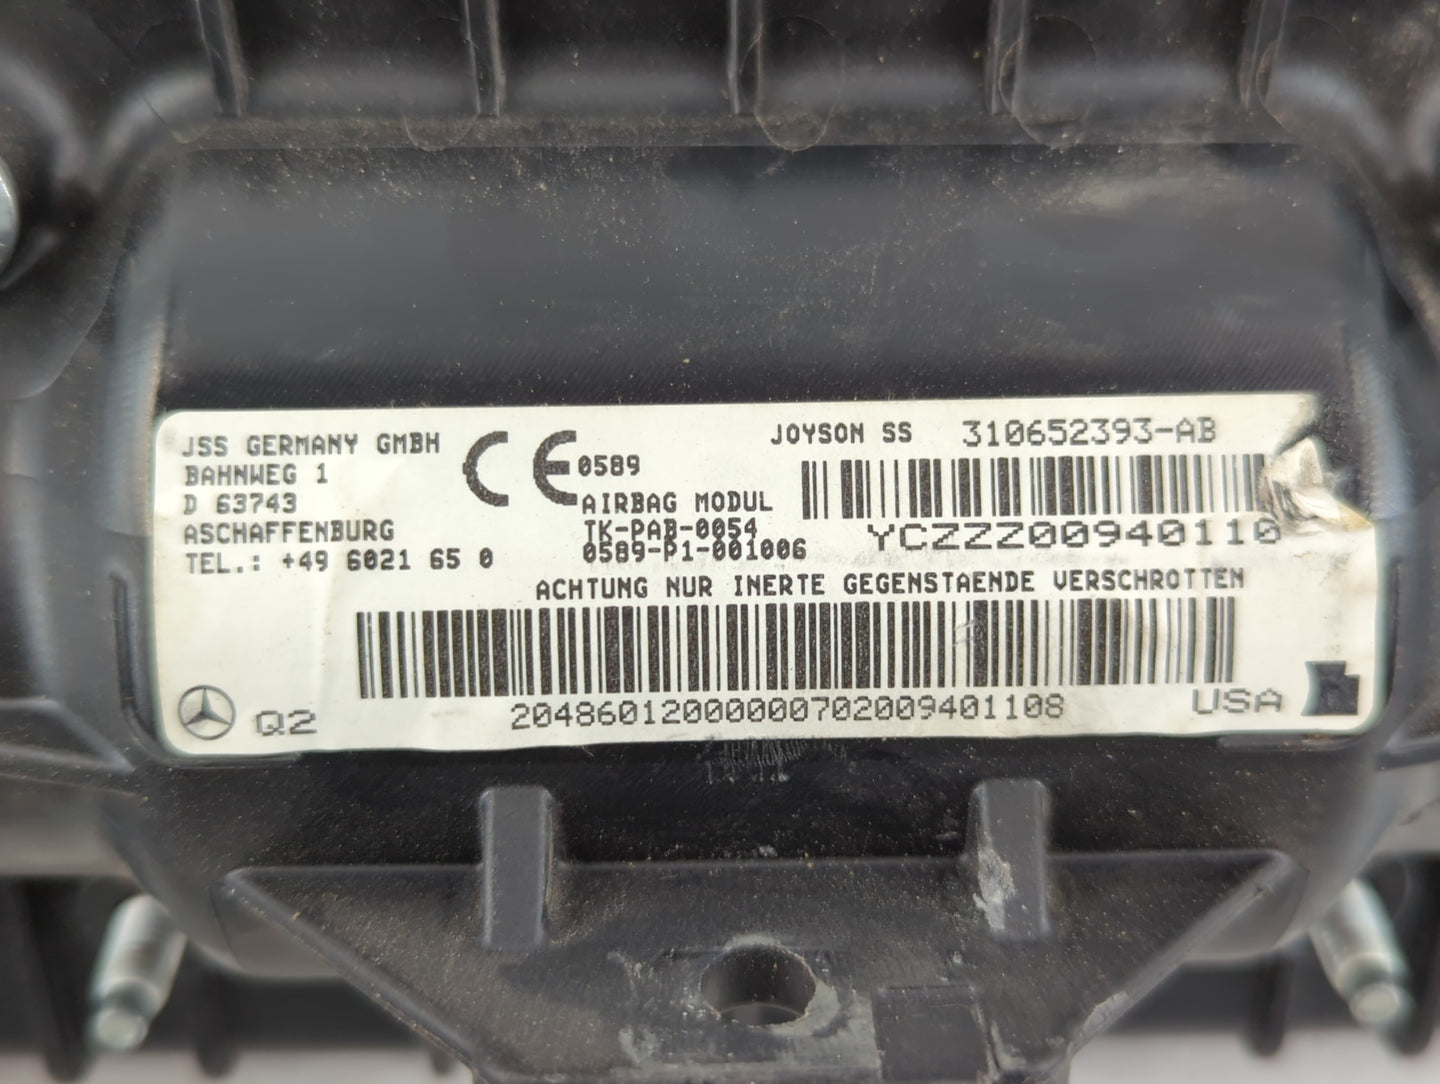 JSS GERMANY GMBH
BAHNWEG 1
D 63743
ASCHAFFENBURG
TEL.: +49 6021 65 0
CE 0589
AIRBAG MODUL
TK-PAB-0054
0589-P1-001006
JOYSON SS 310652393-AB
YCZZZ00940110
ACHTUNG NUR INERTE GEGENSTAENDE VERSCHROTTEN
Q2
20486012000000702009401108
USA